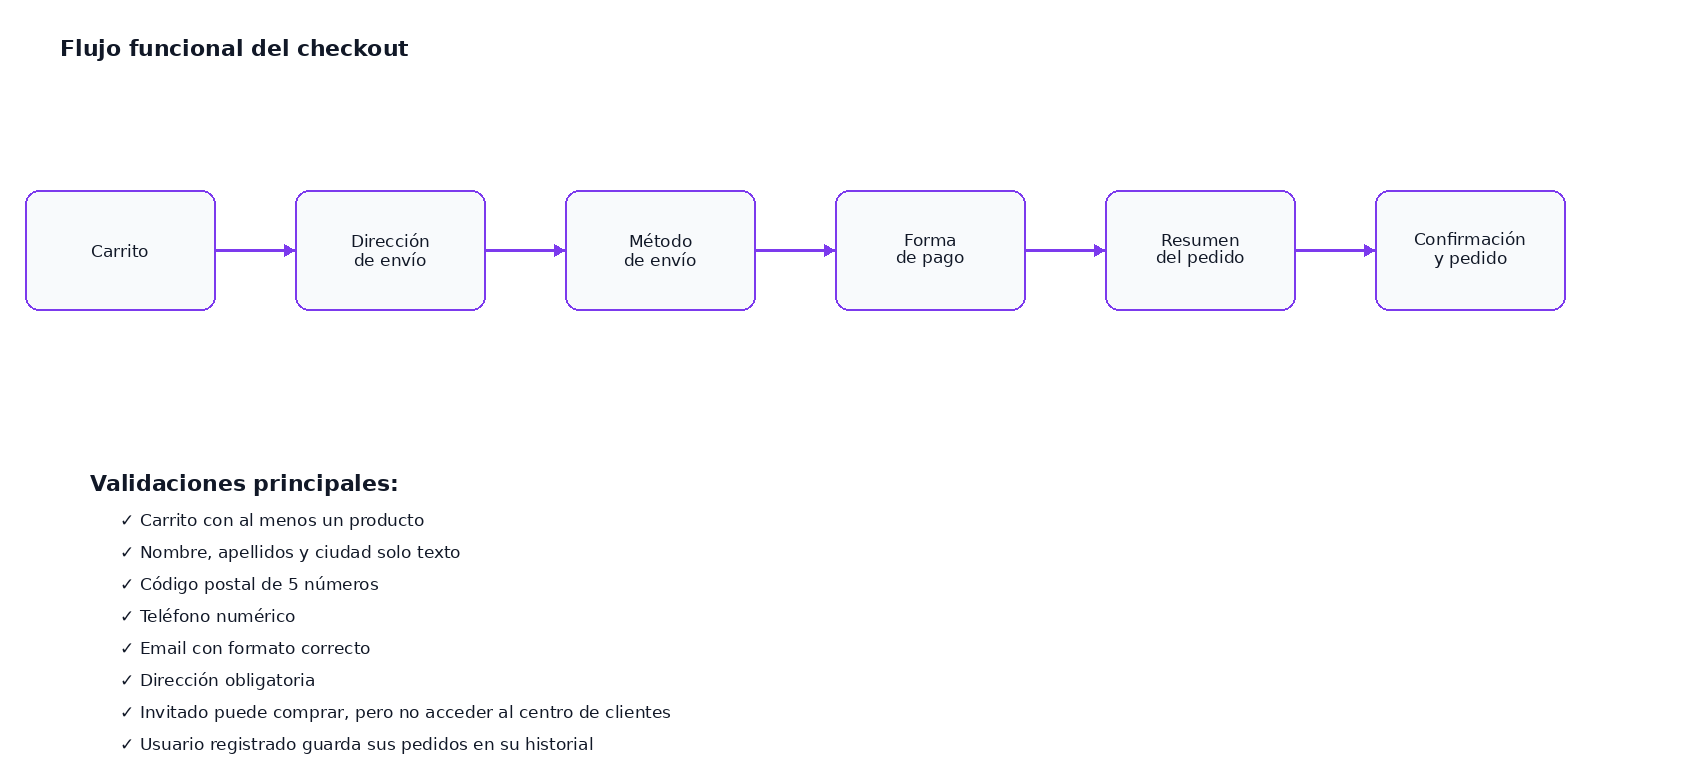 Flujo funcional del checkout
Carrito
Dirección
de envío
Método
de envío
Forma
de pago
Resumen
del pedido
Confirmación
y pedido
Validaciones principales:
✓ Carrito con al menos un producto
✓ Nombre, apellidos y ciudad solo texto
✓ Código postal de 5 números
✓ Teléfono numérico
✓ Email con formato correcto
✓ Dirección obligatoria
✓ Invitado puede comprar, pero no acceder al centro de clientes
✓ Usuario registrado guarda sus pedidos en su historial